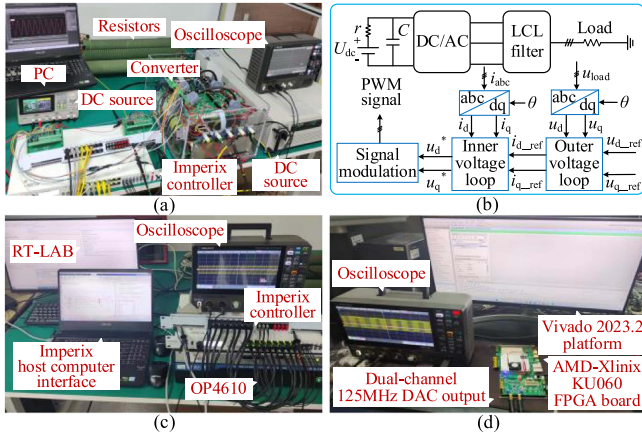 Resistors
Oscilloscope
PC
Converter
DC source
Imperix
controller
DC
source
(a)
r
+
U_dc
-
C
DC/AC
LCL
filter
Load
PWM
signal
i_abc
u_load
abc
dq
θ
abc
dq
θ
i_d
i_q
u_d
u_q
Signal
modulation
u_d*
u_q*
Inner
voltage
loop
i_d_ref
i_q_ref
Outer
voltage
loop
u_d_ref
u_q_ref
(b)
RT-LAB
Oscilloscope
Imperix
controller
Imperix
host computer
interface
OP4610
(c)
Oscilloscope
Vivado 2023.2
platform
Dual-channel
125MHz DAC output
AMD-Xlinix
KU060
FPGA board
(d)